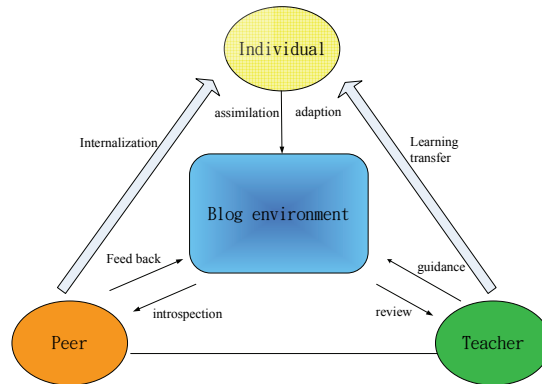 Individual
assimilation adaption
Internalization
Learning
transfer
Blog environment
Feed back
guidance
introspection
review
Peer
Teacher